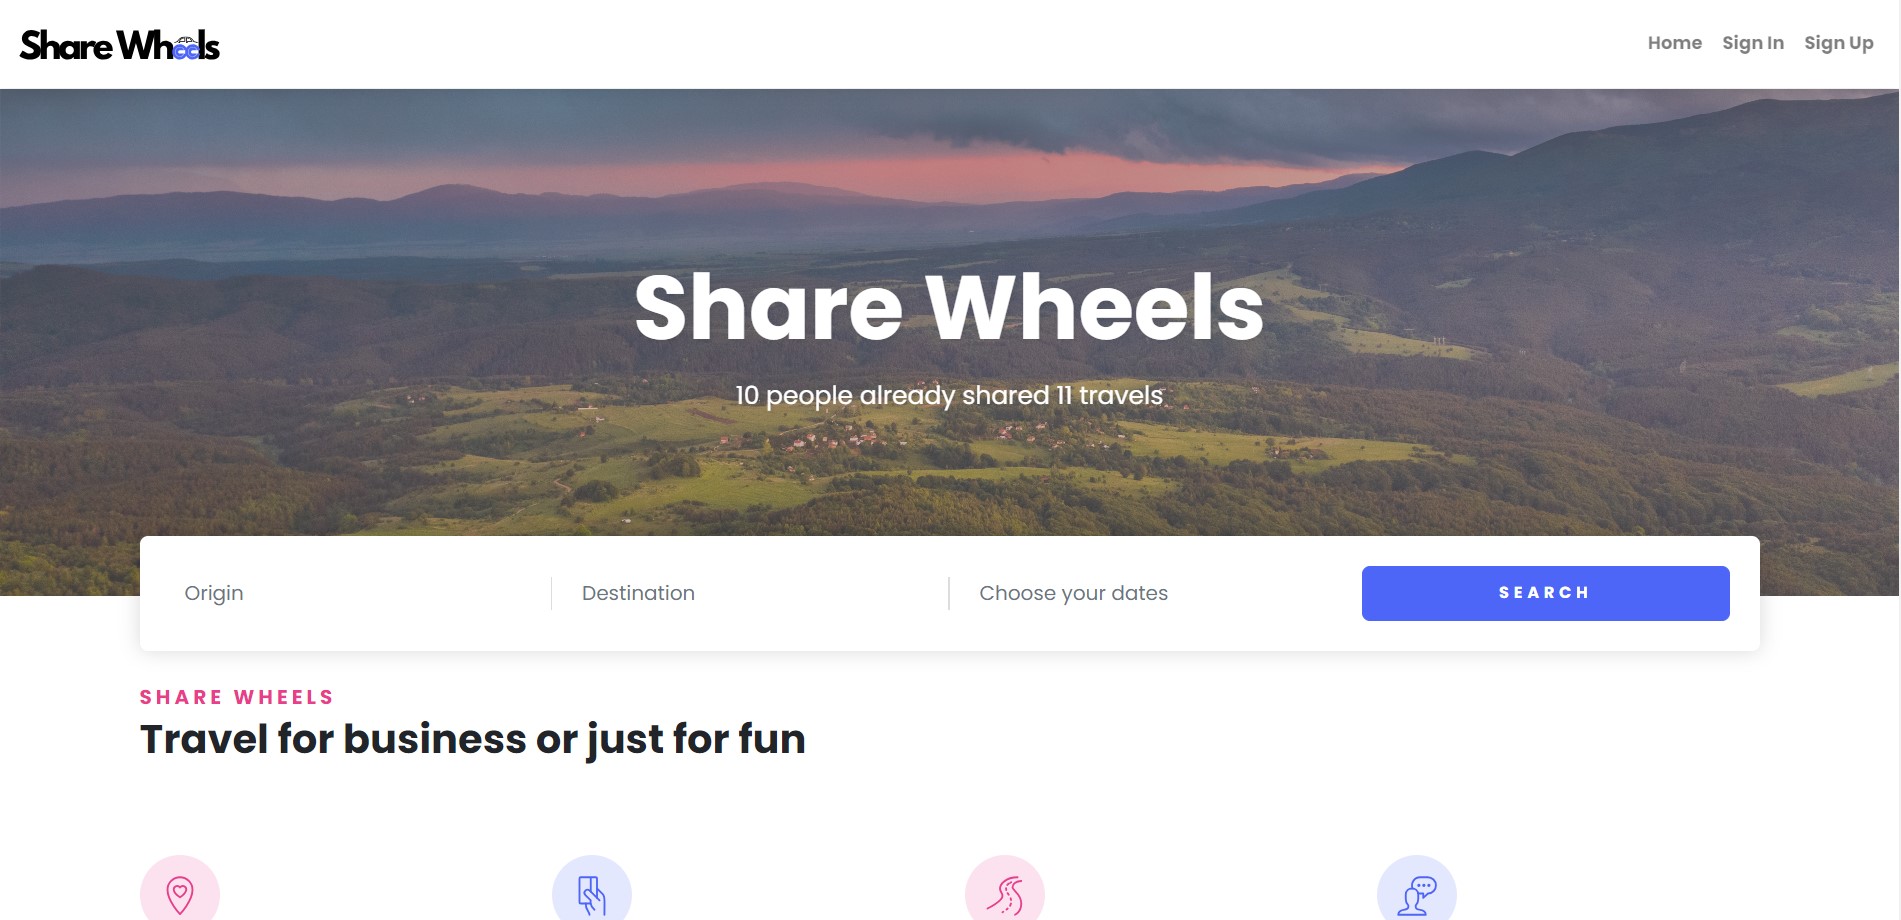 Share Wheels
Home Sign In Sign Up
Share Wheels
10 people already shared 11 travels
Origin Destination Choose your dates SEARCH
SHARE WHEELS
Travel for business or just for fun